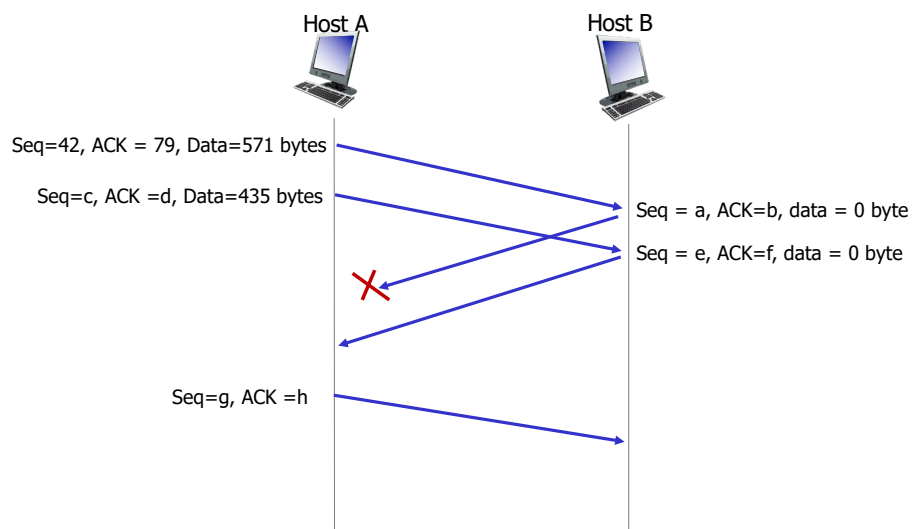 Host A
Host B
Seq=42, ACK = 79, Data=571 bytes
Seq=c, ACK =d, Data=435 bytes
Seq = a, ACK=b, data = 0 byte
Seq = e, ACK=f, data = 0 byte
Seq=g, ACK =h